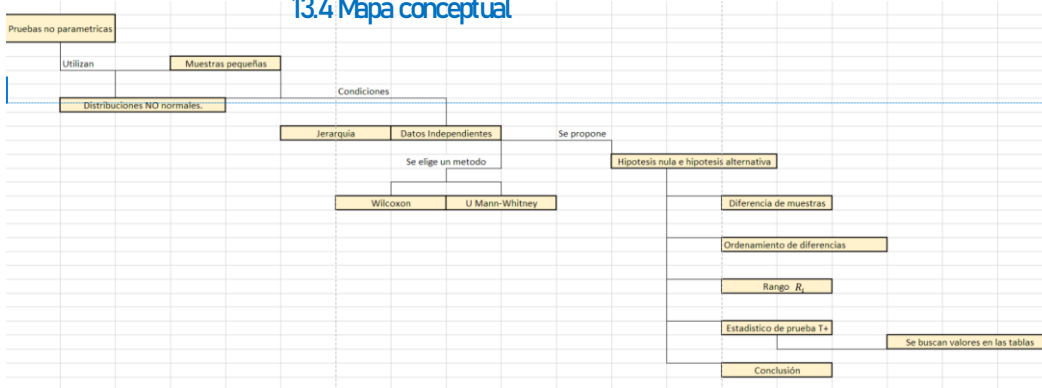 13.4 Mapa conceptual
Pruebas no parametricas
Utilizan
Muestras pequeñas
Condiciones
Distribuciones NO normales.
Jerarquia
Datos Independientes
Se propone
Se elige un metodo
Hipotesis nula e hipotesis alternativa
Wilcoxon
U Mann-Whitney
Diferencia de muestras
Ordenamiento de diferencias
Rango R_i
Estadistico de prueba T+
Se buscan valores en las tablas
Conclusión